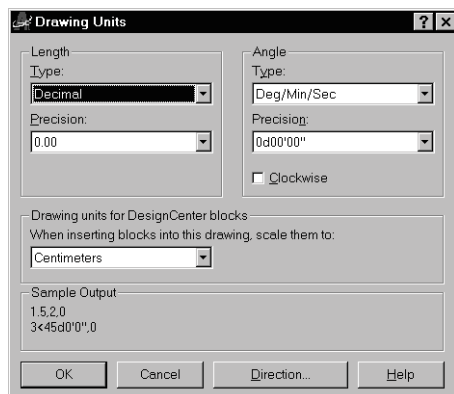 Drawing Units
Length
Type:
Decimal
Precision:
0.00
Angle
Type:
Deg/Min/Sec
Precision:
0d00'00"
Clockwise
Drawing units for DesignCenter blocks
When inserting blocks into this drawing, scale them to:
Centimeters
Sample Output
1.5,2,0
3<45d0'0",0
OK
Cancel
Direction...
Help